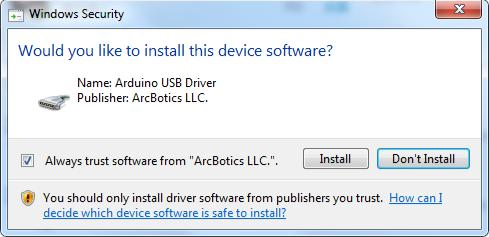 Windows Security
Would you like to install this device software?
Name: Arduino USB Driver
Publisher: ArcBotics LLC.
Always trust software from "ArcBotics LLC.".
Install
Don't Install
You should only install driver software from publishers you trust. How can I
decide which device software is safe to install?